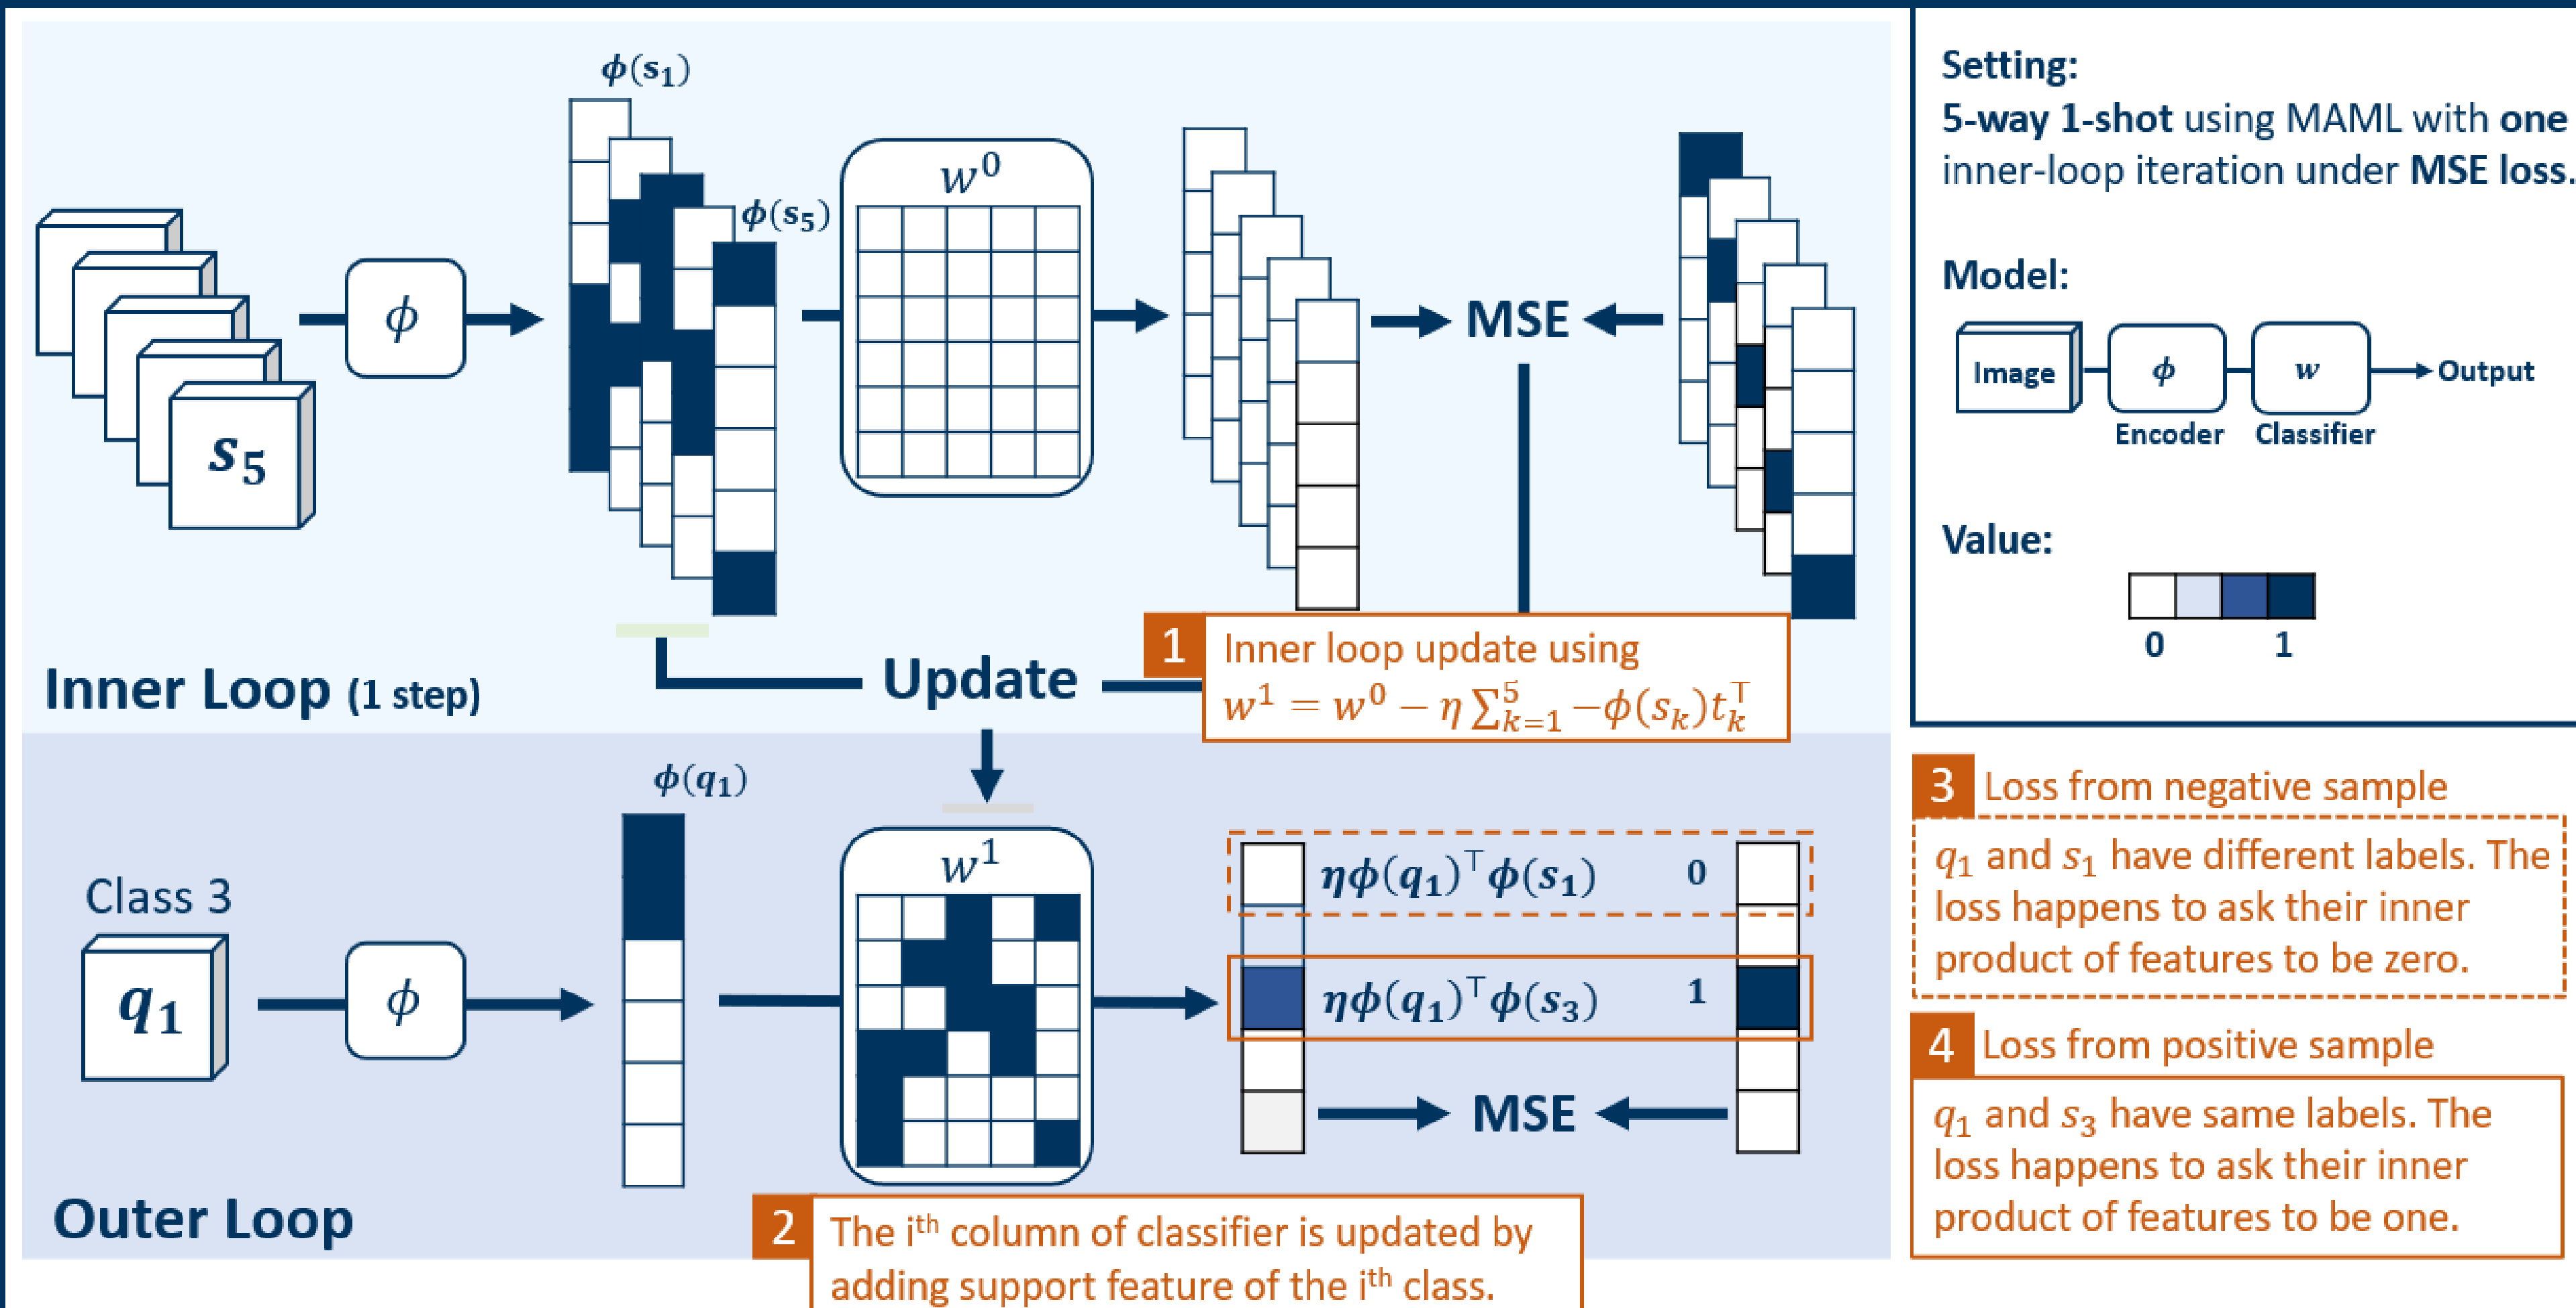 ϕ(s₁)
ϕ(s₅)
s₅
ϕ
w⁰
MSE
Inner Loop (1 step)
Update
1
Inner loop update using
w¹ = w⁰ − η ∑ₖ₌₁⁵ −ϕ(sₖ)tₖ⊤
Class 3
q₁
ϕ
ϕ(q₁)
w¹
ηϕ(q₁)⊤ϕ(s₁) 0
ηϕ(q₁)⊤ϕ(s₃) 1
MSE
Outer Loop
2
The iᵗʰ column of classifier is updated by
adding support feature of the iᵗʰ class.
Setting:
5-way 1-shot using MAML with one
inner-loop iteration under MSE loss.
Model:
Image
ϕ
w
Output
Encoder Classifier
Value:
0 1
3 Loss from negative sample
q₁ and s₁ have different labels. The
loss happens to ask their inner
product of features to be zero.
4 Loss from positive sample
q₁ and s₃ have same labels. The
loss happens to ask their inner
product of features to be one.